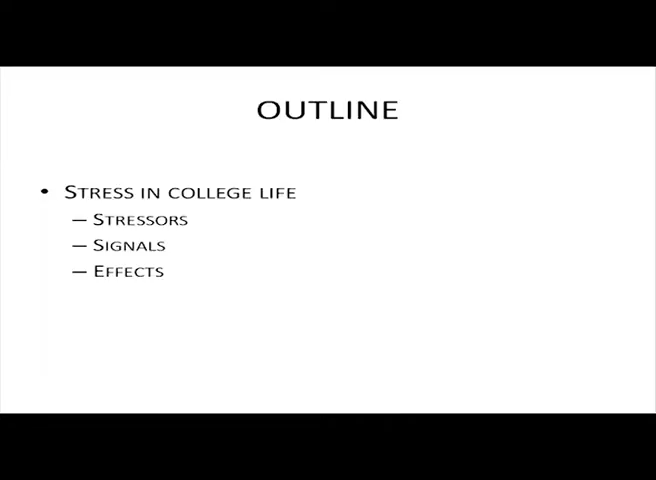 OUTLINE
• STRESS IN COLLEGE LIFE
– STRESSORS
– SIGNALS
– EFFECTS